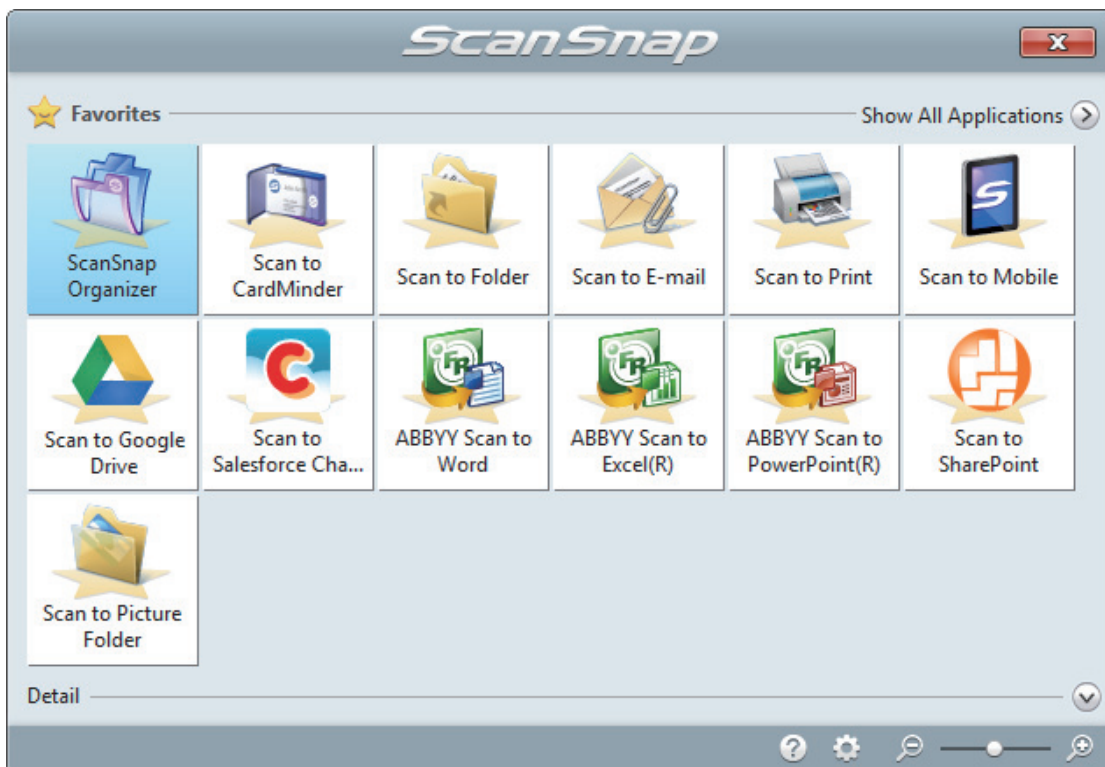 ScanSnap
Favorites
Show All Applications
ScanSnap
Organizer
Scan to
CardMinder
Scan to Folder
Scan to E-mail
Scan to Print
Scan to Mobile
Scan to Google
Drive
Scan to
Salesforce Cha...
ABBYY Scan to
Word
ABBYY Scan to
Excel(R)
ABBYY Scan to
PowerPoint(R)
Scan to
SharePoint
Scan to Picture
Folder
Detail